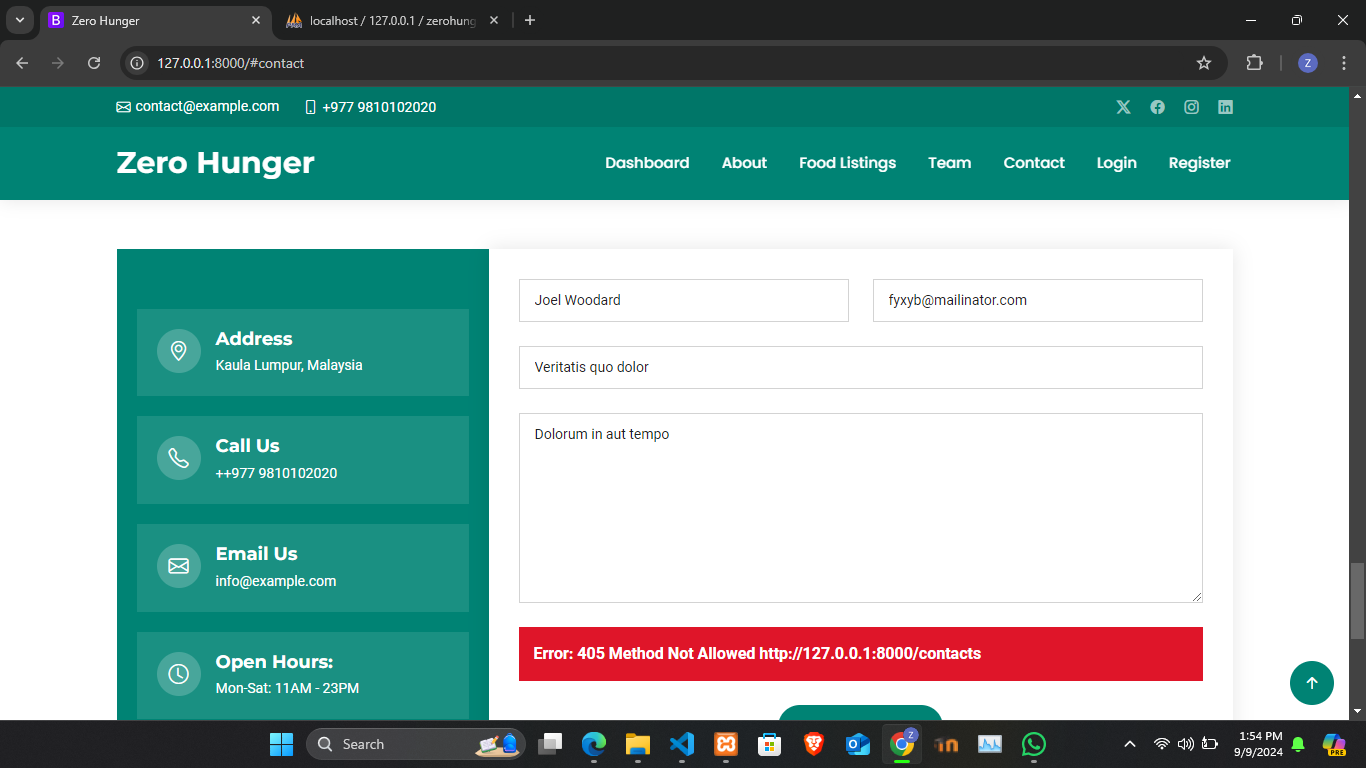 Zero Hunger
localhost / 127.0.0.1 / zerohung
127.0.0.1:8000/#contact
Z
contact@example.com
+977 9810102020
Zero Hunger
Dashboard
About
Food Listings
Team
Contact
Login
Register
Address
Kaula Lumpur, Malaysia
Call Us
++977 9810102020
Email Us
info@example.com
Open Hours:
Mon-Sat: 11AM - 23PM
Joel Woodard
fyxyb@mailinator.com
Veritatis quo dolor
Dolorum in aut tempo
Error: 405 Method Not Allowed http://127.0.0.1:8000/contacts
Search
Z
1:54 PM
9/9/2024
PRE